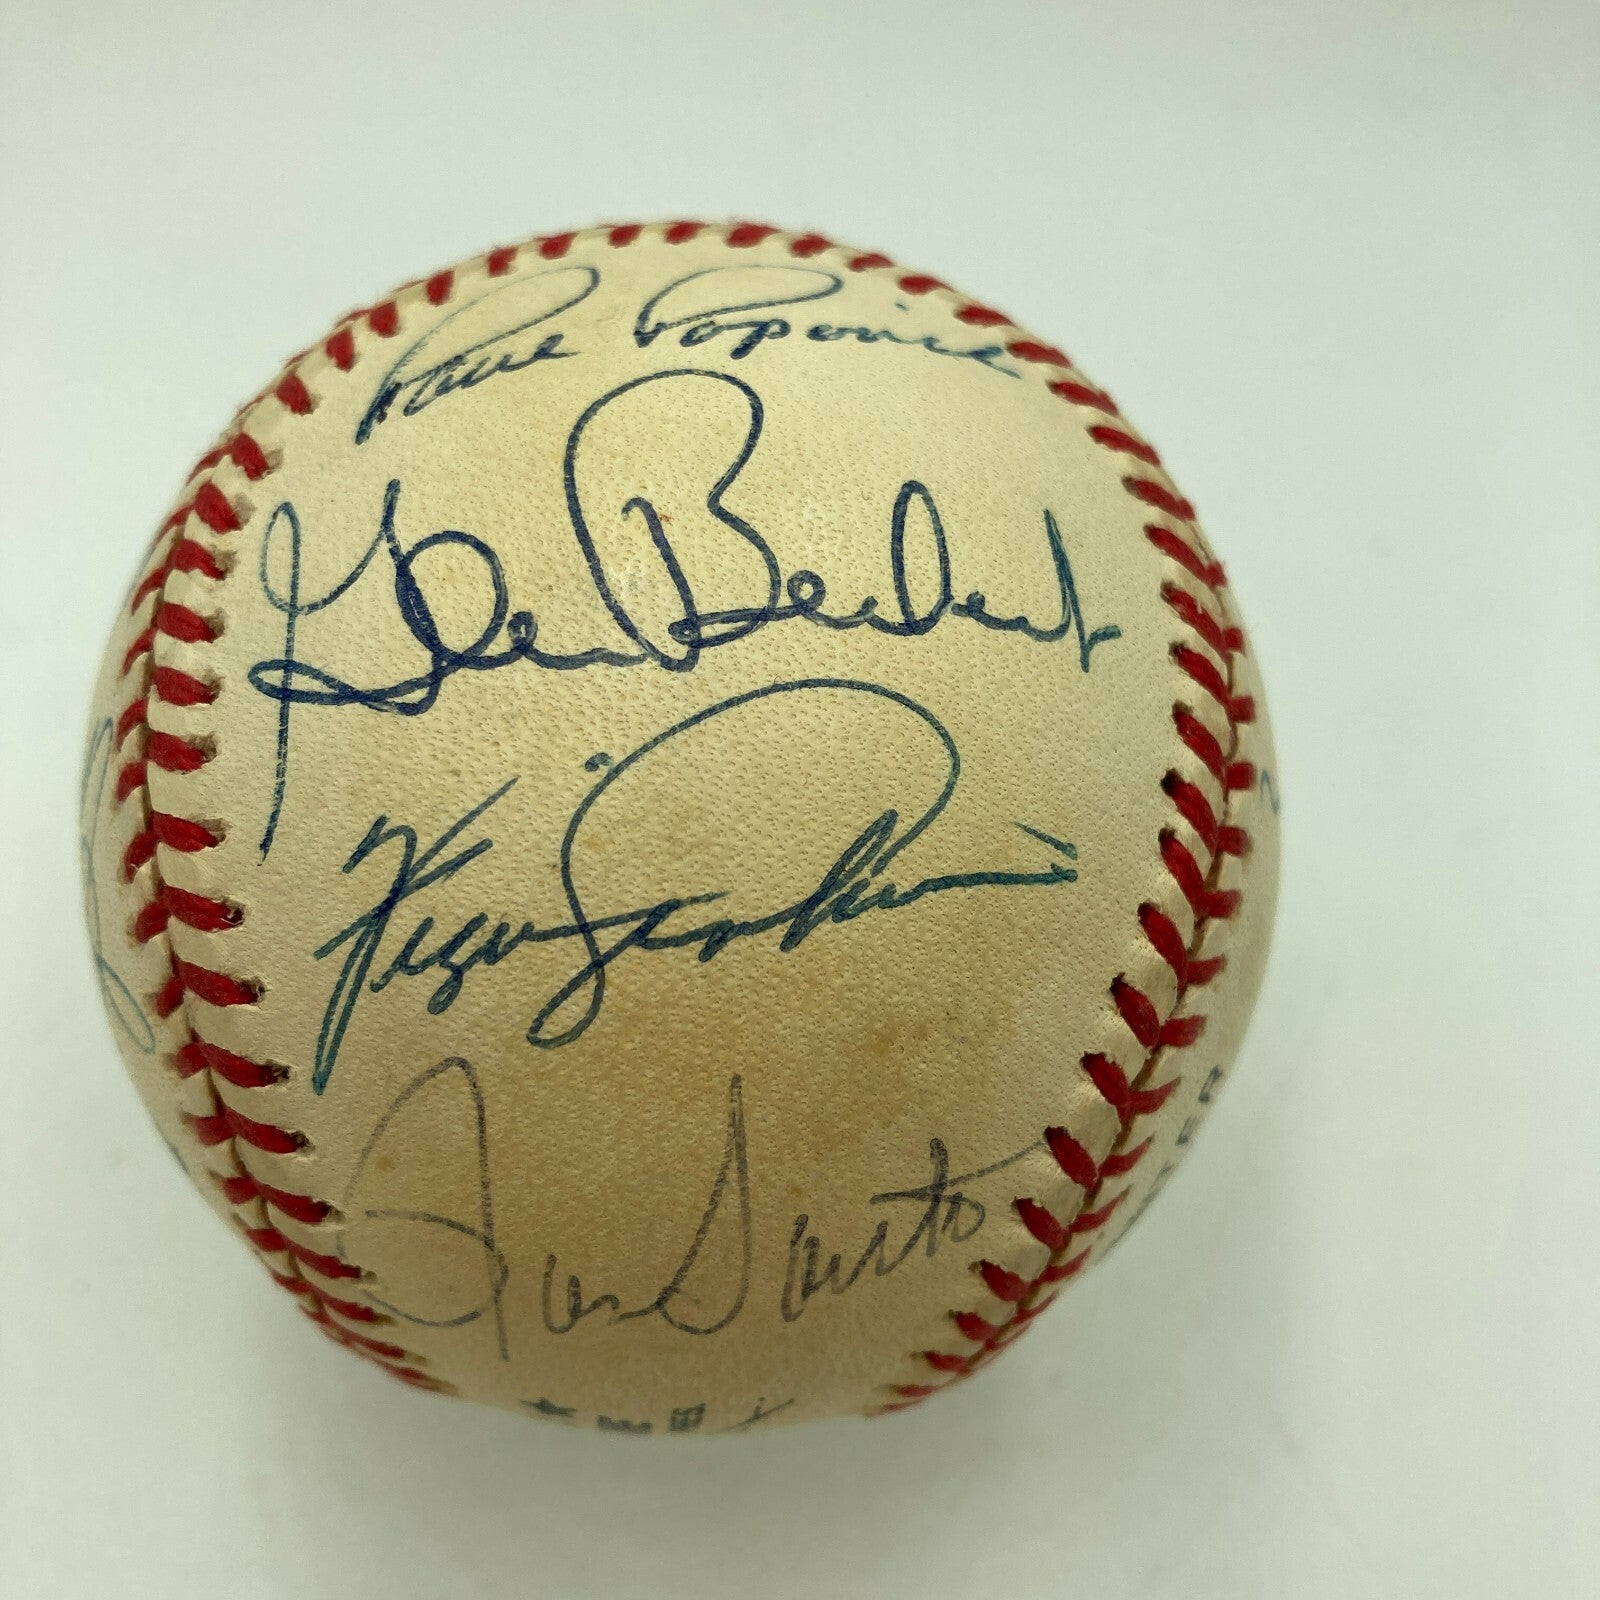 Paul Popovich
Glenn Beckert
Fergie Jenkins
Ron Santo